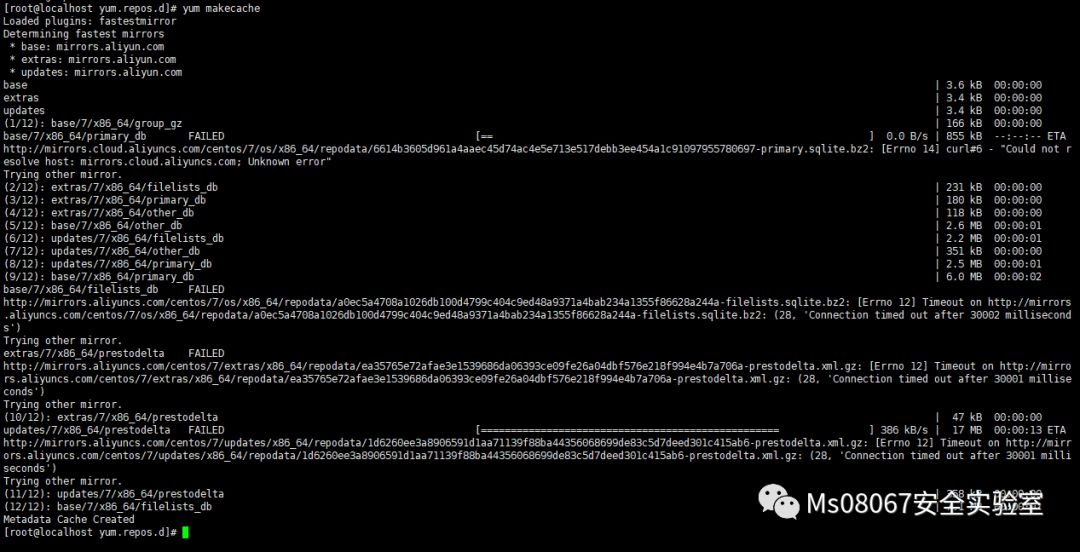 [root@localhost yum.repos.d]# yum makecache
Loaded plugins: fastestmirror
Determining fastest mirrors
 * base: mirrors.aliyun.com
 * extras: mirrors.aliyun.com
 * updates: mirrors.aliyun.com
base | 3.6 kB 00:00:00
extras | 3.4 kB 00:00:00
updates | 3.4 kB 00:00:00
(1/12): base/7/x86_64/group_gz | 166 kB 00:00:00
base/7/x86_64/primary_db FAILED [== ] 0.0 B/s | 855 kB --:--:-- ETA
http://mirrors.cloud.aliyuncs.com/centos/7/os/x86_64/repodata/6614b3605d961a4aaec45d74ac4e5e713e517debb3ee454a1c91097955780697-primary.sqlite.bz2: [Errno 14] curl#6 - "Could not r
esolve host: mirrors.cloud.aliyuncs.com; Unknown error"
Trying other mirror.
(2/12): extras/7/x86_64/filelists_db | 231 kB 00:00:00
(3/12): extras/7/x86_64/primary_db | 180 kB 00:00:00
(4/12): extras/7/x86_64/other_db | 118 kB 00:00:00
(5/12): base/7/x86_64/other_db | 2.6 MB 00:00:01
(6/12): updates/7/x86_64/filelists_db | 2.2 MB 00:00:01
(7/12): updates/7/x86_64/other_db | 351 kB 00:00:00
(8/12): updates/7/x86_64/primary_db | 2.5 MB 00:00:01
(9/12): base/7/x86_64/primary_db | 6.0 MB 00:00:02
base/7/x86_64/filelists_db FAILED
http://mirrors.aliyuncs.com/centos/7/os/x86_64/repodata/a0ec5a4708a1026db100d4799c404c9ed48a9371a4bab234a1355f86628a244a-filelists.sqlite.bz2: [Errno 12] Timeout on http://mirrors
.aliyuncs.com/centos/7/os/x86_64/repodata/a0ec5a4708a1026db100d4799c404c9ed48a9371a4bab234a1355f86628a244a-filelists.sqlite.bz2: (28, 'Connection timed out after 30002 millisecond
s')
Trying other mirror.
extras/7/x86_64/prestodelta FAILED
http://mirrors.aliyuncs.com/centos/7/extras/x86_64/repodata/ea35765e72afae3e1539686da06393ce09fe26a04dbf576e218f994e4b7a706a-prestodelta.xml.gz: [Errno 12] Timeout on http://mirro
rs.aliyuncs.com/centos/7/extras/x86_64/repodata/ea35765e72afae3e1539686da06393ce09fe26a04dbf576e218f994e4b7a706a-prestodelta.xml.gz: (28, 'Connection timed out after 30001 millise
conds')
Trying other mirror.
(10/12): extras/7/x86_64/prestodelta | 47 kB 00:00:00
updates/7/x86_64/prestodelta FAILED [================================================== ] 386 kB/s | 17 MB 00:00:13 ETA
http://mirrors.aliyuncs.com/centos/7/updates/x86_64/repodata/1d6260ee3a8906591d1aa71139f88ba44356068699de83c5d7deed301c415ab6-prestodelta.xml.gz: [Errno 12] Timeout on http://mirr
ors.aliyuncs.com/centos/7/updates/x86_64/repodata/1d6260ee3a8906591d1aa71139f88ba44356068699de83c5d7deed301c415ab6-prestodelta.xml.gz: (28, 'Connection timed out after 30001 milli
seconds')
Trying other mirror.
(11/12): updates/7/x86_64/prestodelta
(12/12): base/7/x86_64/filelists_db
Metadata Cache Created
[root@localhost yum.repos.d]#
Ms08067安全实验室